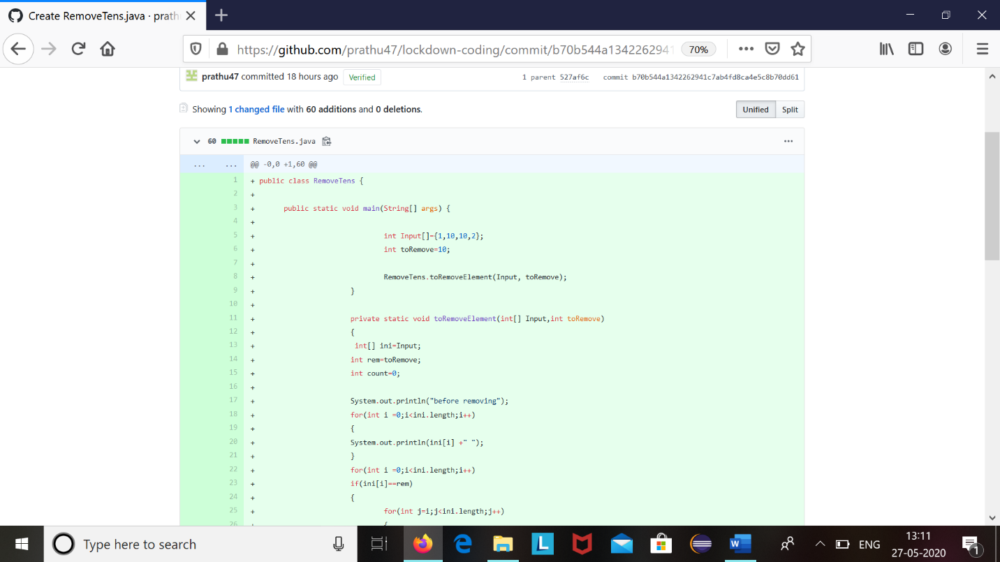 Create RemoveTens.java · prath
https://github.com/prathu47/lockdown-coding/commit/b70b544a1342262941
70%
prathu47 committed 18 hours ago Verified 1 parent 527af6c commit b70b544a1342262941c7ab4fd8ca4e5c8b70dd61
Showing 1 changed file with 60 additions and 0 deletions. Unified Split
60 RemoveTens.java
... ... @@ -0,0 +1,60 @@
1 + public class RemoveTens {
2 +
3 + public static void main(String[] args) {
4 +
5 + int Input[]={1,10,10,2};
6 + int toRemove=10;
7 +
8 + RemoveTens.toRemoveElement(Input, toRemove);
9 + }
10 +
11 + private static void toRemoveElement(int[] Input,int toRemove)
12 + {
13 + int[] ini=Input;
14 + int rem=toRemove;
15 + int count=0;
16 +
17 + System.out.println("before removing");
18 + for(int i =0;i<ini.length;i++)
19 + {
20 + System.out.println(ini[i] +" ");
21 + }
22 + for(int i =0;i<ini.length;i++)
23 + if(ini[i]==rem)
24 + {
25 + for(int j=i;j<ini.length;j++)
26 + {
Type here to search
L
W
ENG
13:11
27-05-2020
1